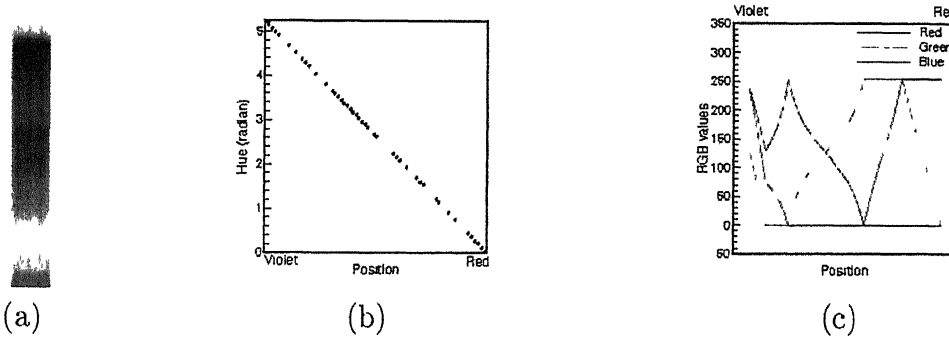 5
4
3
2
1
0
Hue (radian)
Violet
Position
Red
Violet
Re
350
300
250
200
150
100
50
0
50
RGB values
Red
Green
Blue
Position
(a)
(b)
(c)